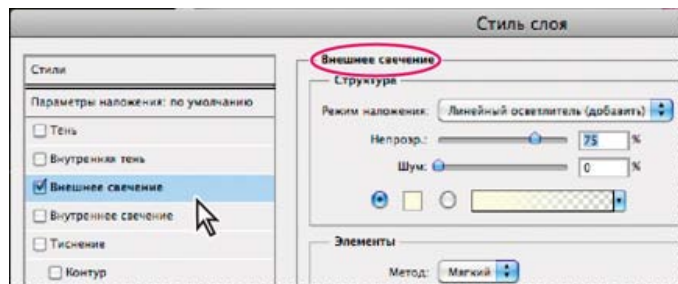 Стиль слоя
Стили
Параметры наложения: по умолчанию
Тень
Внутренняя тень
Внешнее свечение
Внутреннее свечение
Тиснение
Контур
Внешнее свечение
Структура
Режим наложения: Линейный осветлитель (добавить)
Непрозр.: 75 %
Шум: 0 %
Элементы
Метод: Мягкий